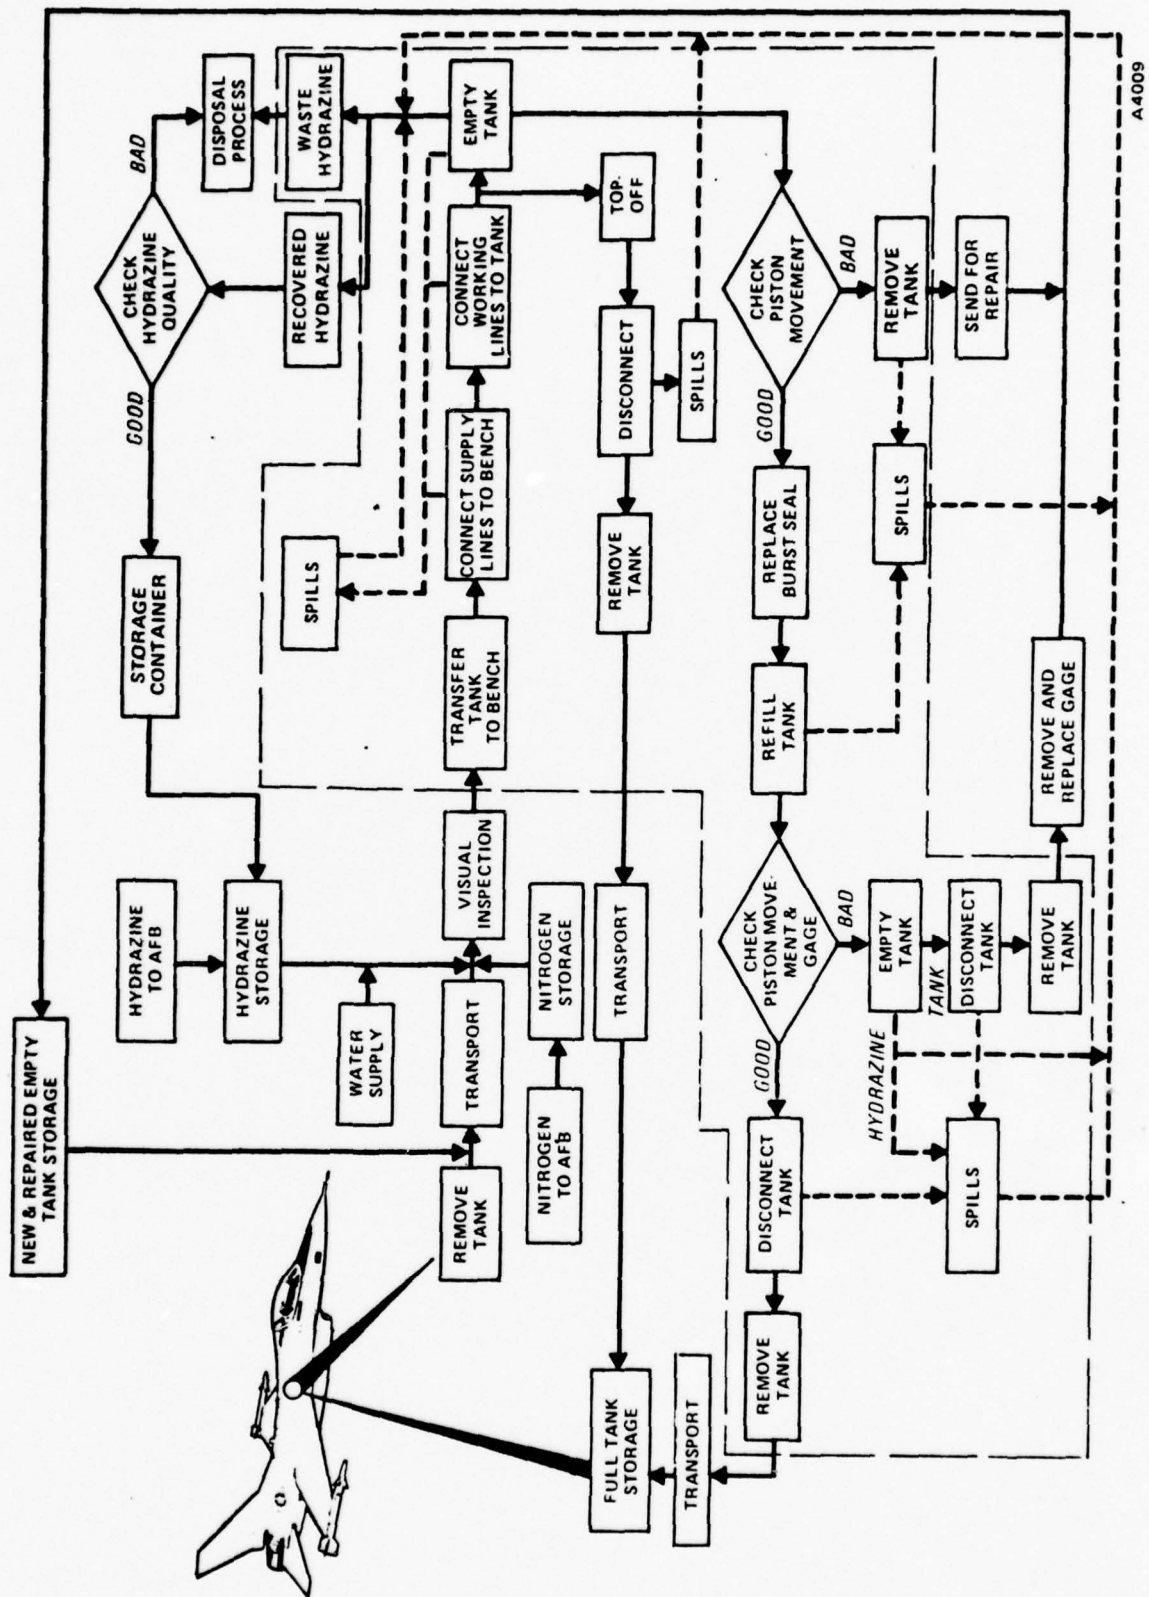 NEW & REPAIRED EMPTY
TANK STORAGE
HYDRAZINE
TO AFB
STORAGE
CONTAINER
GOOD
CHECK
HYDRAZINE
QUALITY
BAD
DISPOSAL
PROCESS
HYDRAZINE
STORAGE
RECOVERED
HYDRAZINE
WASTE
HYDRAZINE
WATER
SUPPLY
SPILLS
REMOVE
TANK
TRANSPORT
VISUAL
INSPECTION
TRANSFER
TANK
TO BENCH
CONNECT SUPPLY
LINES TO BENCH
CONNECT
WORKING
LINES TO TANK
EMPTY
TANK
NITROGEN
TO AFB
NITROGEN
STORAGE
FULL TANK
STORAGE
TRANSPORT
REMOVE
TANK
DISCONNECT
TOP-
OFF
TRANSPORT
SPILLS
REMOVE
TANK
DISCONNECT
TANK
GOOD
CHECK
PISTON MOVE-
MENT &
GAGE
BAD
REFILL
TANK
REPLACE
BURST SEAL
GOOD
CHECK
PISTON
MOVEMENT
BAD
HYDRAZINE
EMPTY
TANK
TANK
SPILLS
REMOVE
TANK
SPILLS
DISCONNECT
TANK
SEND FOR
REPAIR
REMOVE
TANK
REMOVE AND
REPLACE GAGE
A4009